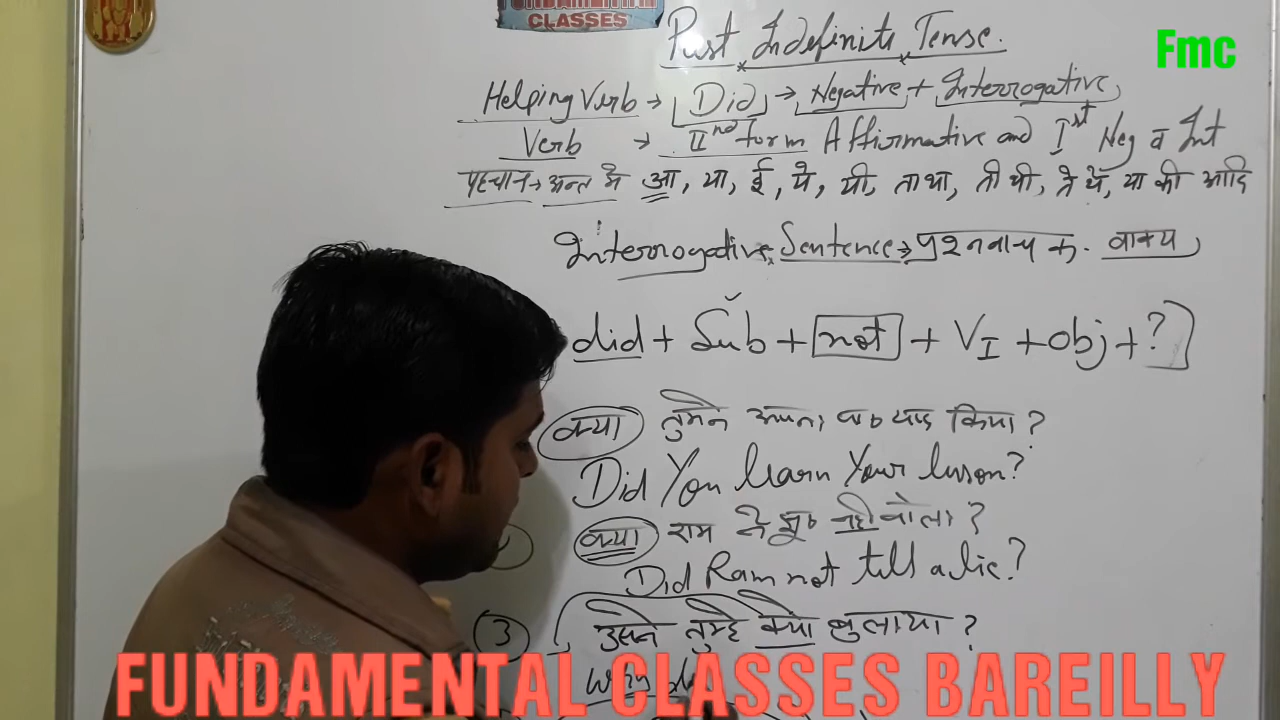 FUNDAMENTAL
CLASSES
Past Indefinite Tense.
Fmc
Helping Verb → Did → Negative + Interrogative
Verb → IInd form Affirmative and Ist Neg व Int
पहचान → अन्त मे आ, या, ई, ये, यी, ता था, ती थी, ते थे, या की आदि
Interrogative Sentence → प्रश्नवाचक वाक्य
did + Sub + not + VI + obj + ?
क्या तुमने अपना पाठ याद किया ?
Did You learn Your lesson?
क्या राम ने झूठ नही बोला ?
Did Ram not tell a lie?
3 उसने तुम्हे क्यो बुलाया ?
Why
FUNDAMENTAL CLASSES BAREILLY